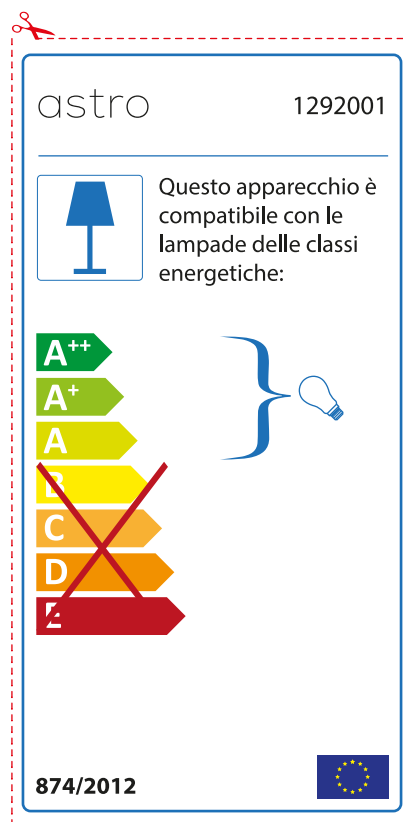 astro
1292001
Questo apparecchio è
compatibile con le
lampade delle classi
energetiche:
A++
A+
A
B
C
D
E
874/2012